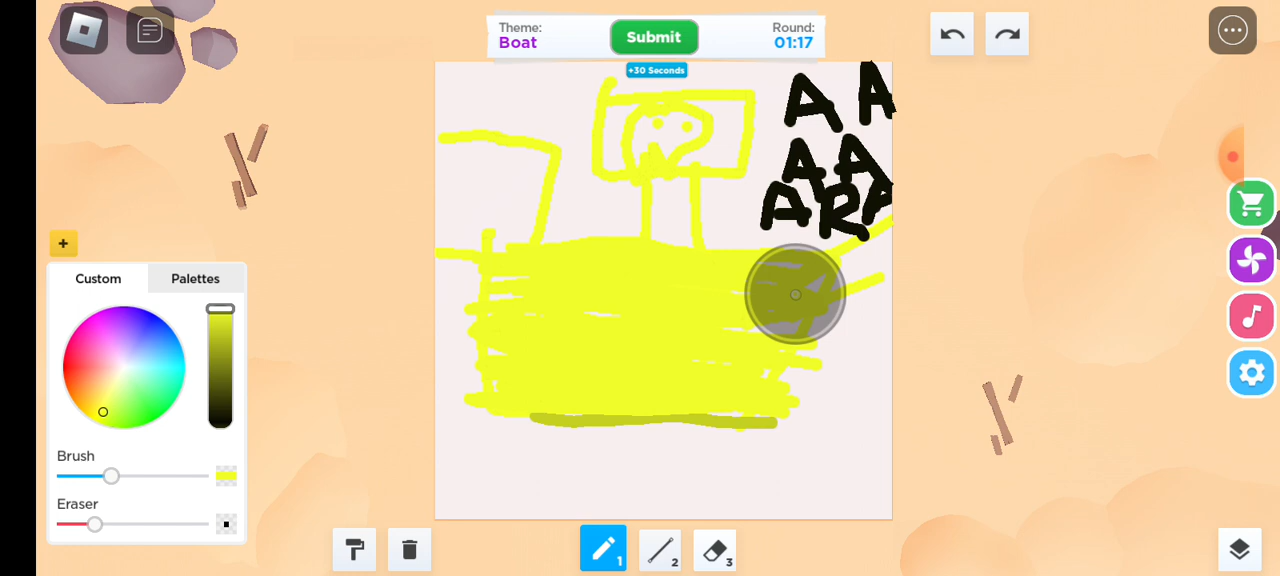 Theme:
Boat
Submit
Round:
01:17
+30 Seconds
A A
A A
ARA
+
Custom
Palettes
Brush
Eraser
1
2
3